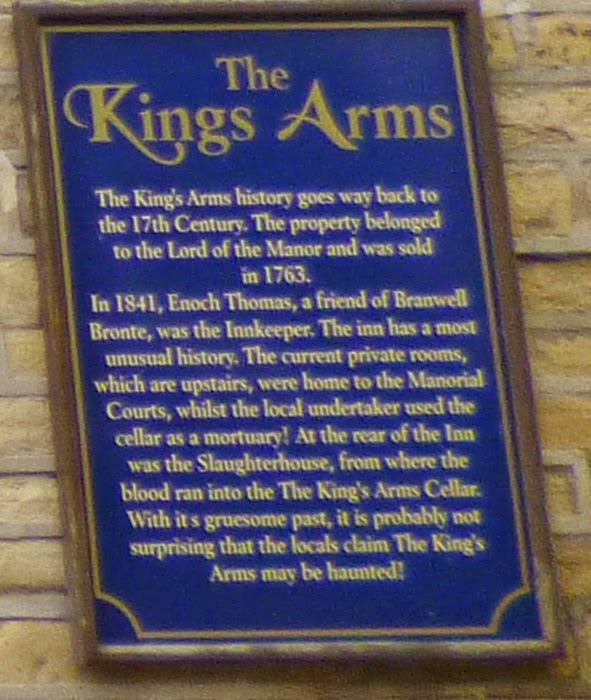 The
Kings Arms
The King's Arms history goes way back to
the 17th Century. The property belonged
to the Lord of the Manor and was sold
in 1763.
In 1841, Enoch Thomas, a friend of Branwell
Bronte, was the Innkeeper. The inn has a most
unusual history. The current private rooms,
which are upstairs, were home to the Manorial
Courts, whilst the local undertaker used the
cellar as a mortuary! At the rear of the Inn
was the Slaughterhouse, from where the
blood ran into the The King's Arms Cellar.
With it s gruesome past, it is probably not
surprising that the locals claim The King's
Arms may be haunted!